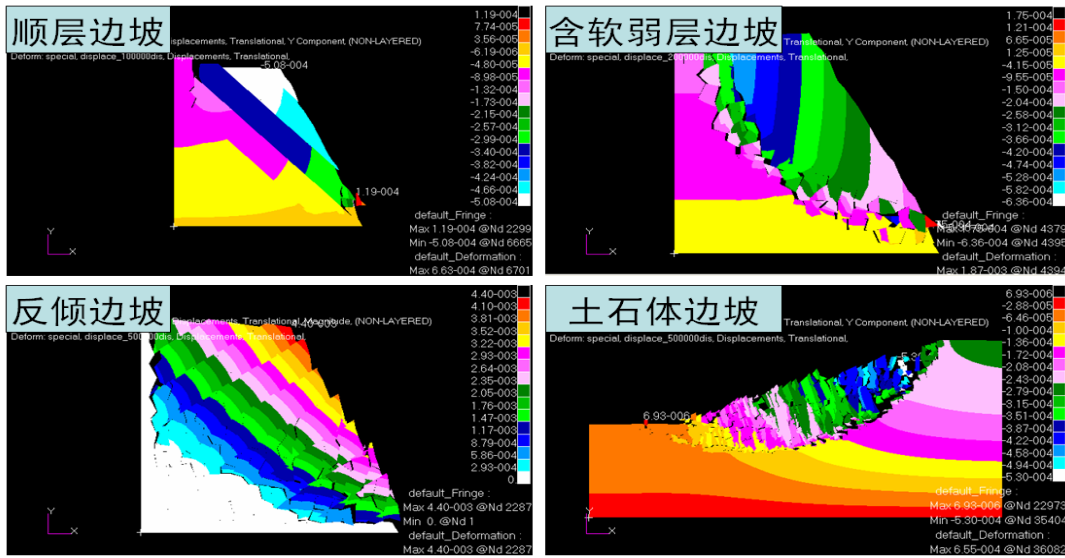 顺层边坡
1.19-004
7.74-005
3.56-005
-6.19-006
-4.80-005
-8.98-005
-1.32-004
-1.73-004
-2.15-004
-2.57-004
-2.99-004
-3.40-004
-3.82-004
-4.24-004
-4.66-004
-5.08-004
Translational, Y Component, (NON-LAYERED)
Deform: special, displace_100000dis, Displacements, Translational,
-5.08-004
1.19-004
default_Fringe :
Max 1.19-004 @Nd 2299
Min -5.08-004 @Nd 6665
default_Deformation :
Max 6.63-004 @Nd 6701
Y
X
含软弱层边坡
1.75-004
1.21-004
6.65-005
1.25-005
-4.15-005
-9.55-005
-1.50-004
-2.04-004
-2.58-004
-3.12-004
-3.66-004
-4.20-004
-4.74-004
-5.28-004
-5.82-004
-6.36-004
Translational, Y Component, (NON-LAYERED)
Deform: special, displace_200000dis, Displacements, Translational,
default_Fringe :
@Nd 4379
Min -6.36-004 @Nd 4395
default_Deformation :
Max 1.87-003 @Nd 4394
Y
X
反倾边坡
4.40-003
4.10-003
3.81-003
3.52-003
3.22-003
2.93-003
2.64-003
2.35-003
2.05-003
1.76-003
1.47-003
1.17-003
8.79-004
5.86-004
2.93-004
0
Displacements, Translational, Magnitude, (NON-LAYERED)
Deform: special, Displacements, Translational,
4.40-003
default_Fringe :
Max 4.40-003 @Nd 2287
Min 0. @Nd 1
default_Deformation :
Max 4.40-003 @Nd 2287
Y
X
土石体边坡
6.93-006
-2.88-005
-6.46-005
-1.00-004
-1.36-004
-1.72-004
-2.08-004
-2.43-004
-2.79-004
-3.15-004
-3.51-004
-3.87-004
-4.22-004
-4.58-004
-4.94-004
-5.30-004
Translational, Y Component, (NON-LAYERED)
Deform: special, displace_500000dis, Displacements, Translational,
6.93-006
default_Fringe :
Max 6.93-006 @Nd 22973
Min -5.30-004 @Nd 35404
default_Deformation :
Max 6.55-004 @Nd 36082
Y
X